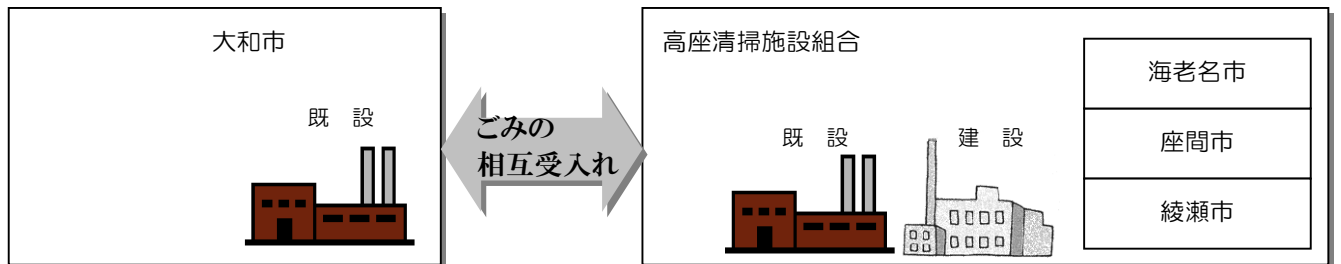 大和市
既 設
ごみの
相互受入れ
高座清掃施設組合
既 設
建 設
海老名市
座間市
綾瀬市